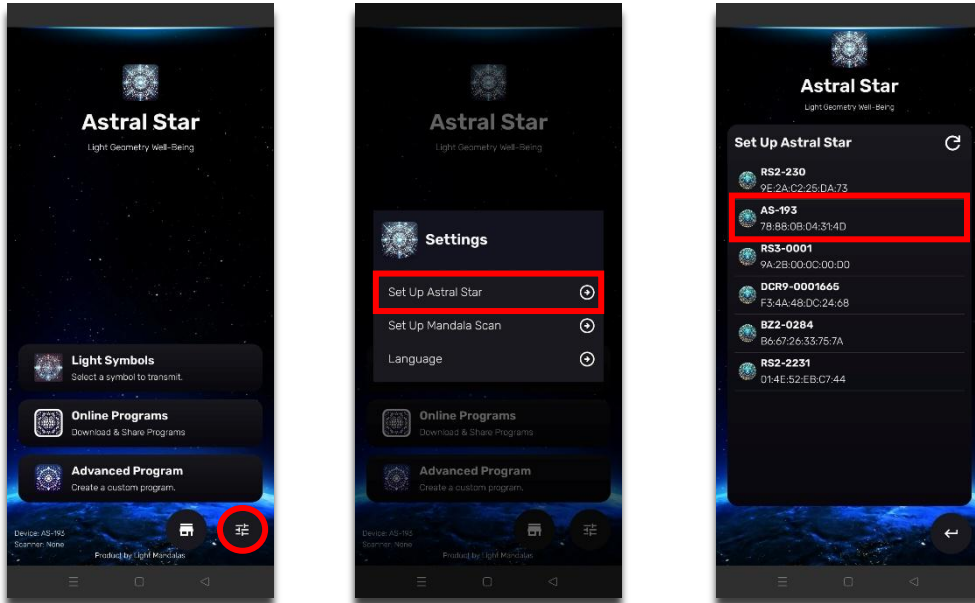 Astral Star
Light Geometry Well-Being
Light Symbols
Select a symbol to transmit.
Online Programs
Download & Share Programs
Advanced Program
Create a custom program.
Device: AS-193
Scanner: None
Product by Light Mandalas
Astral Star
Light Geometry Well-Being
Settings
Set Up Astral Star
Set Up Mandala Scan
Language
Online Programs
Download & Share Programs
Advanced Program
Create a custom program.
Device: AS-193
Scanner: None
Product by Light Mandalas
Astral Star
Light Geometry Well-Being
Set Up Astral Star
RS2-230
9E:2A:C2:25:DA:73
AS-193
78:88:0B:04:31:4D
RS3-0001
9A:2B:00:0C:00:D0
DCR9-0001665
F3:4A:48:DC:24:68
BZ2-0284
B6:67:26:33:75:7A
RS2-2231
01:4E:52:EB:C7:44